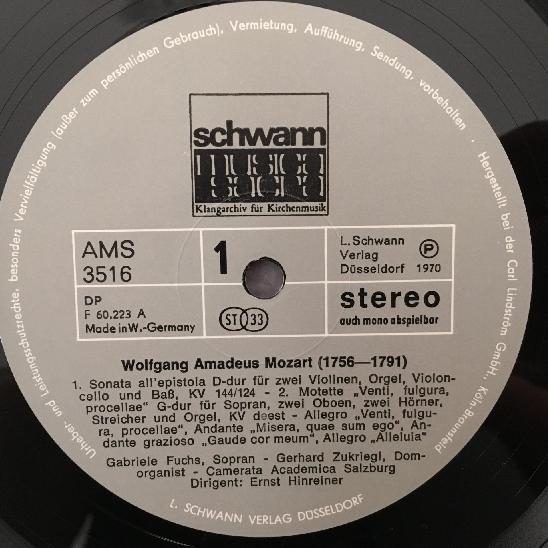 Urheber- und Leistungsschutzrechte, besonders Vervielfältigung (außer zum persönlichen Gebrauch), Vermietung, Aufführung, Sendung, vorbehalten . Hergestellt bei der Carl Lindström GmbH., Köln-Braunsfeld
schwann
musica
sacra
Klangarchiv für Kirchenmusik
AMS
3516
1
L. Schwann
Verlag
Düsseldorf 1970
P
DP
F 60.223 A
Made in W.-Germany
ST 33
stereo
auch mono abspielbar
Wolfgang Amadeus Mozart (1756—1791)
1. Sonata all'epistola D-dur für zwei Violinen, Orgel, Violon-
cello und Baß, KV 144/124 - 2. Motette „Venti, fulgura,
procellae" G-dur für Sopran, zwei Oboen, zwei Hörner,
Streicher und Orgel, KV deest - Allegro „Venti, fulgu-
ra, procellae", Andante „Misera, quae sum ego", An-
dante grazioso „Gaude cor meum", Allegro „Alleluia"
Gabriele Fuchs, Sopran - Gerhard Zukriegl, Dom-
organist - Camerata Academica Salzburg
Dirigent: Ernst Hinreiner
L. SCHWANN VERLAG DÜSSELDORF